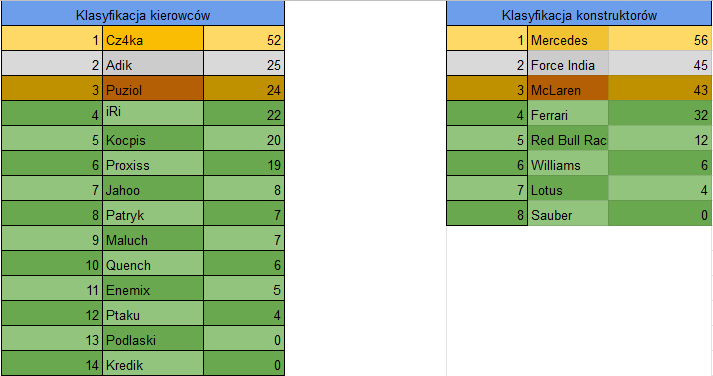 Klasyfikacja kierowców
1 Cz4ka 52
2 Adik 25
3 Puziol 24
4 iRi 22
5 Kocpis 20
6 Proxiss 19
7 Jahoo 8
8 Patryk 7
9 Maluch 7
10 Quench 6
11 Enemix 5
12 Ptaku 4
13 Podlaski 0
14 Kredik 0
Klasyfikacja konstruktorów
1 Mercedes 56
2 Force India 45
3 McLaren 43
4 Ferrari 32
5 Red Bull Rac 12
6 Williams 6
7 Lotus 4
8 Sauber 0